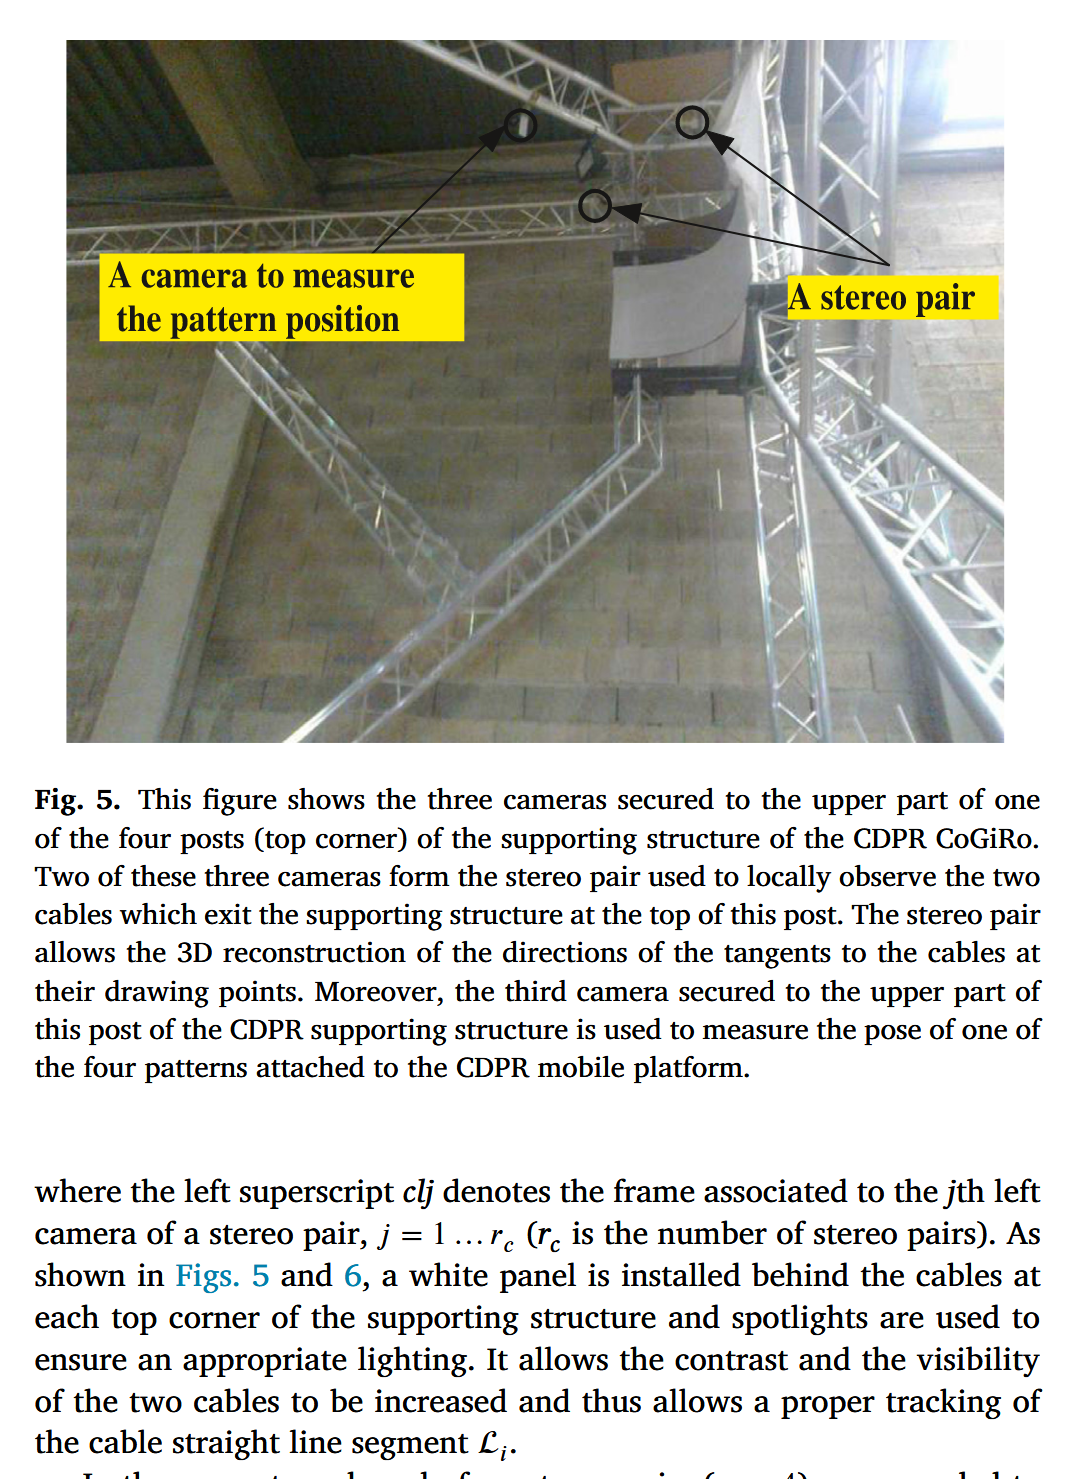 A camera to measure
the pattern position
A stereo pair
Fig. 5. This figure shows the three cameras secured to the upper part of one
of the four posts (top corner) of the supporting structure of the CDPR CoGiRo.
Two of these three cameras form the stereo pair used to locally observe the two
cables which exit the supporting structure at the top of this post. The stereo pair
allows the 3D reconstruction of the directions of the tangents to the cables at
their drawing points. Moreover, the third camera secured to the upper part of
this post of the CDPR supporting structure is used to measure the pose of one of
the four patterns attached to the CDPR mobile platform.
where the left superscript clj denotes the frame associated to the jth left
camera of a stereo pair, j = 1 … r_c (r_c is the number of stereo pairs). As
shown in Figs. 5 and 6, a white panel is installed behind the cables at
each top corner of the supporting structure and spotlights are used to
ensure an appropriate lighting. It allows the contrast and the visibility
of the two cables to be increased and thus allows a proper tracking of
the cable straight line segment ℒ_i.